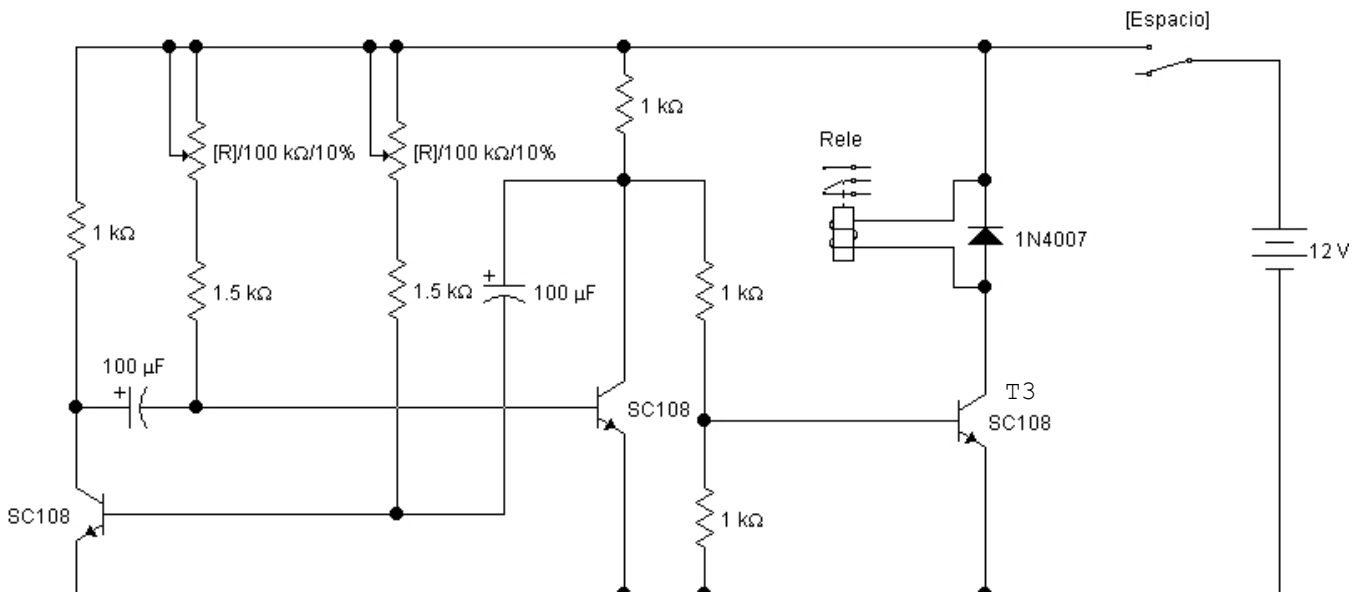 [Espacio]
1 kΩ
Rele
[R]/100 kΩ/10%
[R]/100 kΩ/10%
1 kΩ
1N4007
12 V
1.5 kΩ
1.5 kΩ
+
100 µF
1 kΩ
100 µF
+
T3
SC108
SC108
SC108
1 kΩ